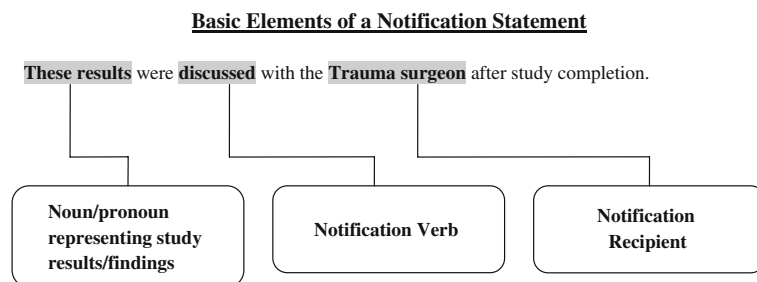 Basic Elements of a Notification Statement
These results were discussed with the Trauma surgeon after study completion.
Noun/pronoun
representing study
results/findings
Notification Verb
Notification
Recipient